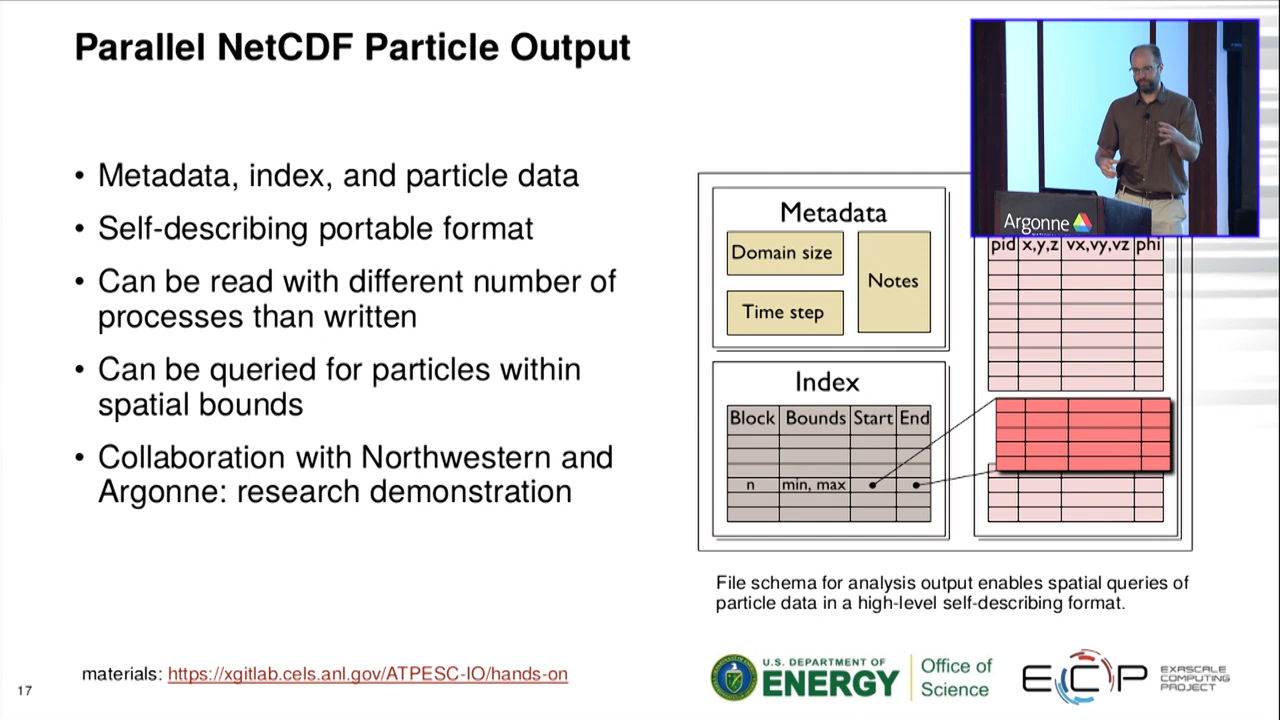 Parallel NetCDF Particle Output
• Metadata, index, and particle data
• Self-describing portable format
• Can be read with different number of
processes than written
• Can be queried for particles within
spatial bounds
• Collaboration with Northwestern and
Argonne: research demonstration
Metadata
Domain size
Notes
Time step
Index
Block Bounds Start End
n min, max
Argonne
pid x,y,z vx,vy,vz phi
File schema for analysis output enables spatial queries of
particle data in a high-level self-describing format.
materials: https://xgitlab.cels.anl.gov/ATPESC-IO/hands-on
17
U.S. DEPARTMENT OF
ENERGY
Office of
Science
ECP
EXASCALE
COMPUTING
PROJECT